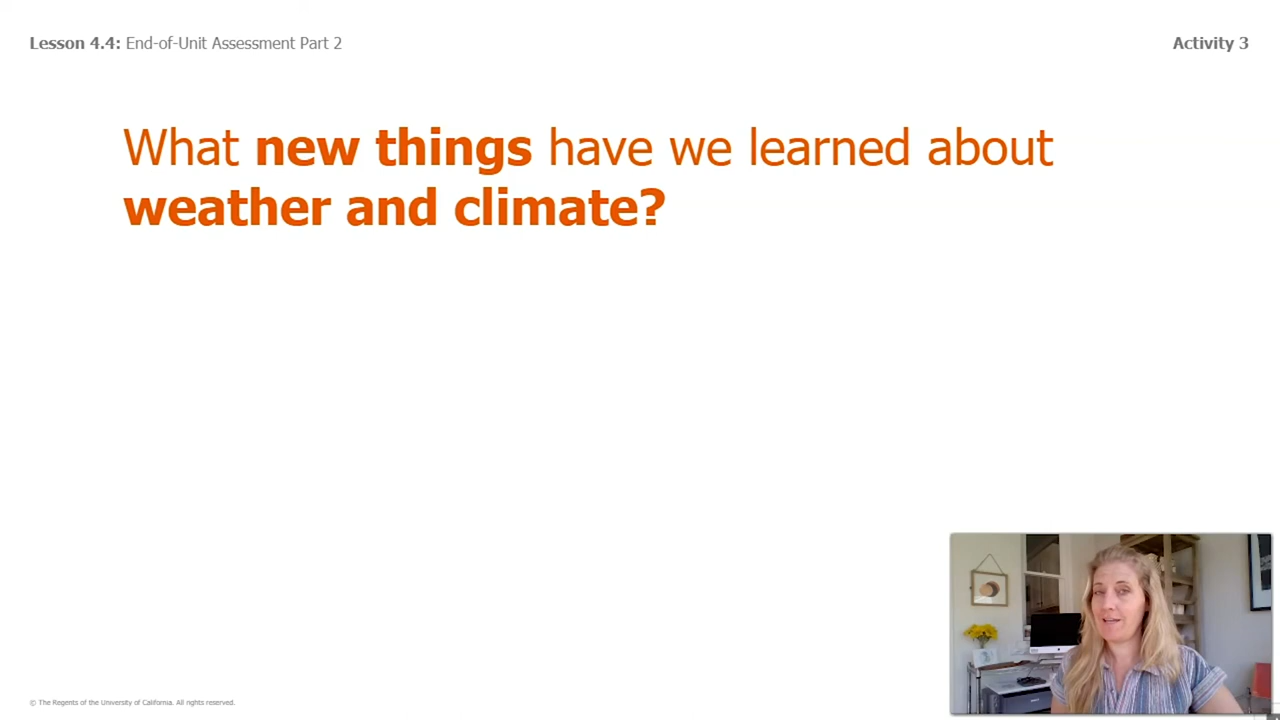 Lesson 4.4: End-of-Unit Assessment Part 2
Activity 3
What new things have we learned about
weather and climate?
© The Regents of the University of California. All rights reserved.